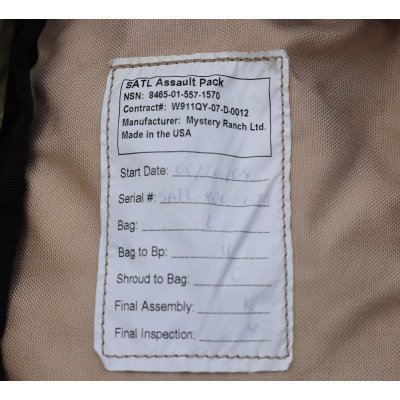 SATL Assault Pack
NSN: 8465-01-557-1570
Contract#: W911QY-07-D-0012
Manufacturer: Mystery Ranch Ltd.
Made in the USA
Start Date:
Serial #: SATL
Bag: L
Bag to Bp:
Shroud to Bag: C
Final Assembly: K
Final Inspection: Y